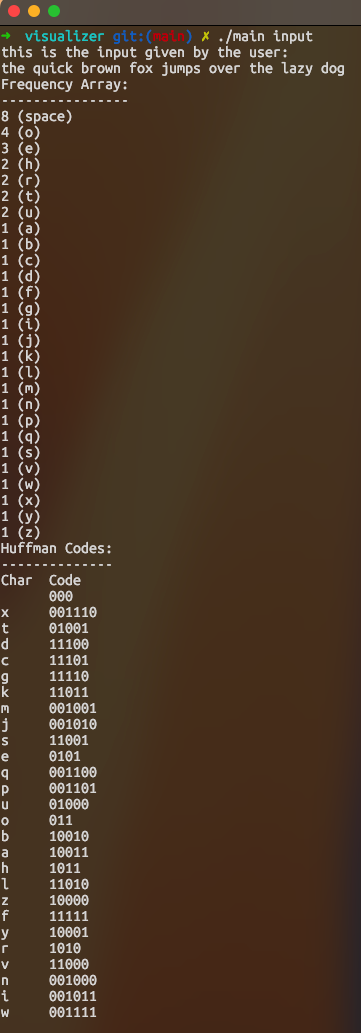 ➜ visualizer git:(main) ✗ ./main input
this is the input given by the user:
the quick brown fox jumps over the lazy dog
Frequency Array:
----------------
8 (space)
4 (o)
3 (e)
2 (h)
2 (r)
2 (t)
2 (u)
1 (a)
1 (b)
1 (c)
1 (d)
1 (f)
1 (g)
1 (i)
1 (j)
1 (k)
1 (l)
1 (m)
1 (n)
1 (p)
1 (q)
1 (s)
1 (v)
1 (w)
1 (x)
1 (y)
1 (z)
Huffman Codes:
--------------
Char  Code
      000
x     001110
t     01001
d     11100
c     11101
g     11110
k     11011
m     001001
j     001010
s     11001
e     0101
q     001100
p     001101
u     01000
o     011
b     10010
a     10011
h     1011
l     11010
z     10000
f     11111
y     10001
r     1010
v     11000
n     001000
i     001011
w     001111